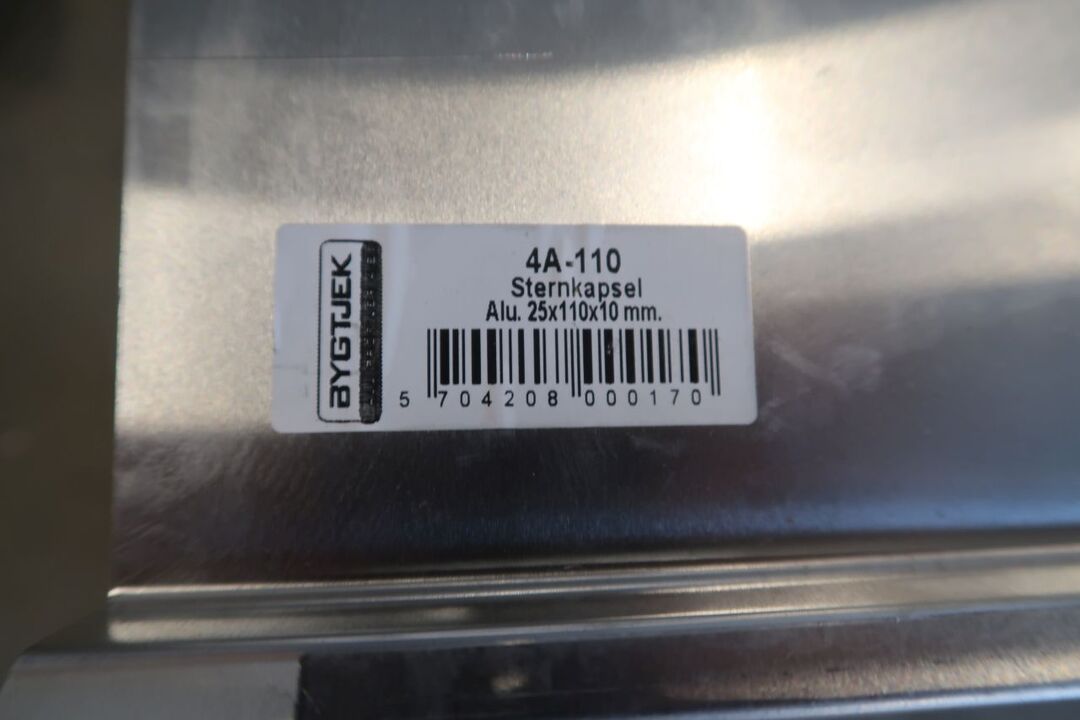 BYGTJEK
4A-110
Sternkapsel
Alu. 25x110x10 mm.
5 704208 000170